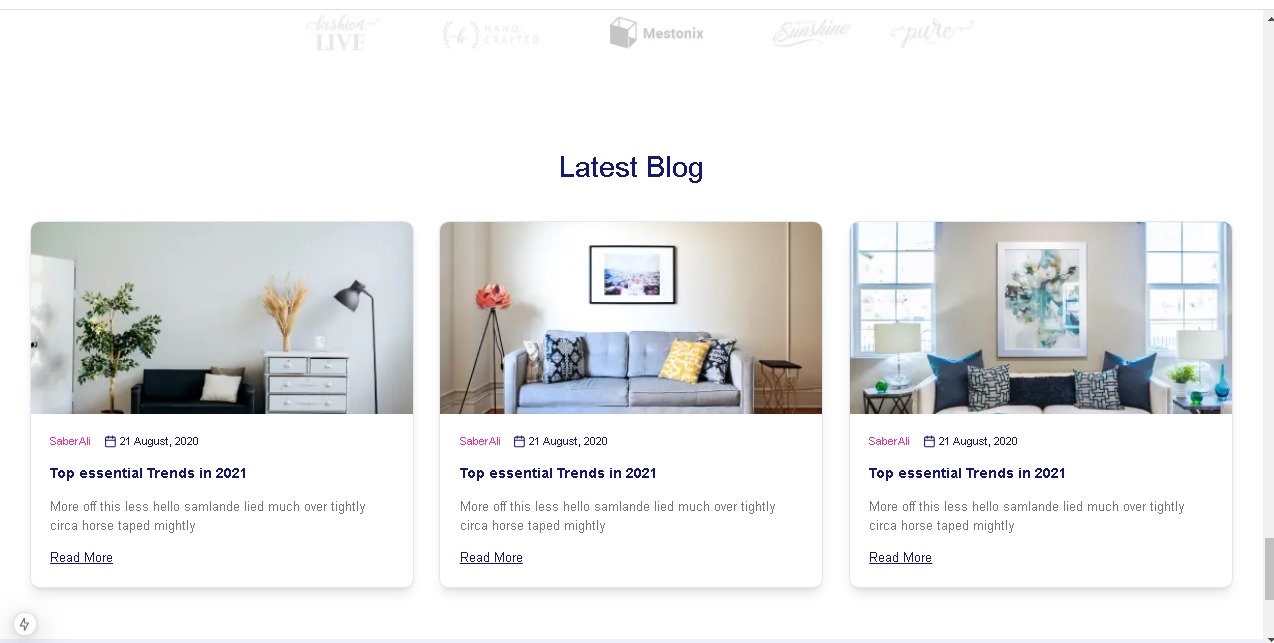 fashion
LIVE
h
HAND
CRAFTED
Mestonix
Sunshine
pure
Latest Blog
SaberAli 21 August, 2020
Top essential Trends in 2021
More off this less hello samlande lied much over tightly
circa horse taped mightly
Read More
SaberAli 21 August, 2020
Top essential Trends in 2021
More off this less hello samlande lied much over tightly
circa horse taped mightly
Read More
SaberAli 21 August, 2020
Top essential Trends in 2021
More off this less hello samlande lied much over tightly
circa horse taped mightly
Read More